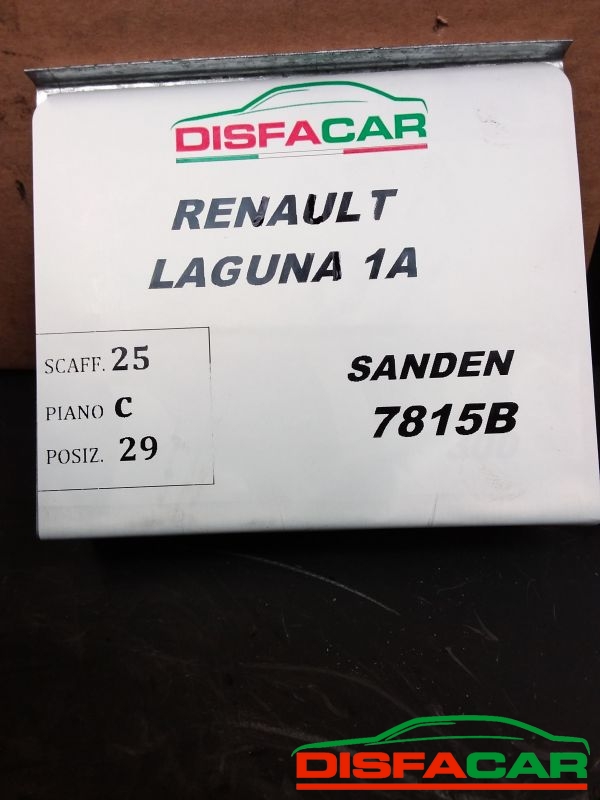 DISFACAR
RENAULT
LAGUNA 1A
SCAFF. 25
PIANO C
POSIZ. 29
SANDEN
7815B
DISFACAR